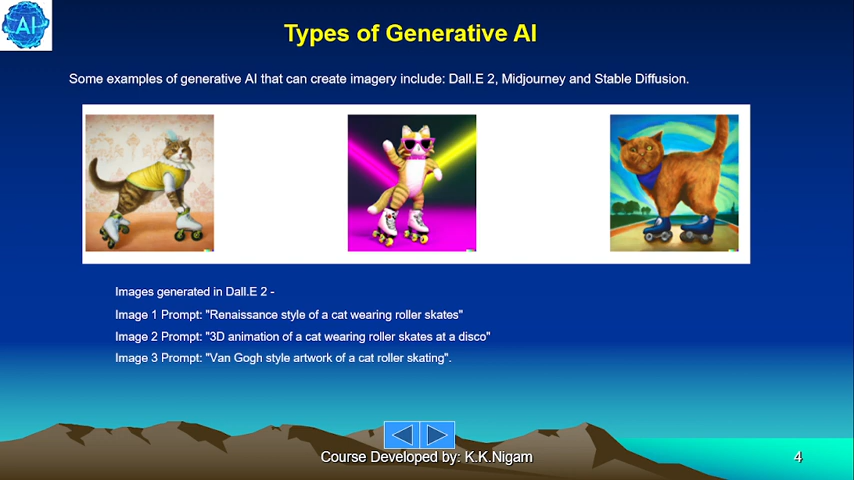 AI
Types of Generative AI
Some examples of generative AI that can create imagery include: Dall.E 2, Midjourney and Stable Diffusion.
Images generated in Dall.E 2 -
Image 1 Prompt: "Renaissance style of a cat wearing roller skates"
Image 2 Prompt: "3D animation of a cat wearing roller skates at a disco"
Image 3 Prompt: "Van Gogh style artwork of a cat roller skating".
Course Developed by: K.K.Nigam
4